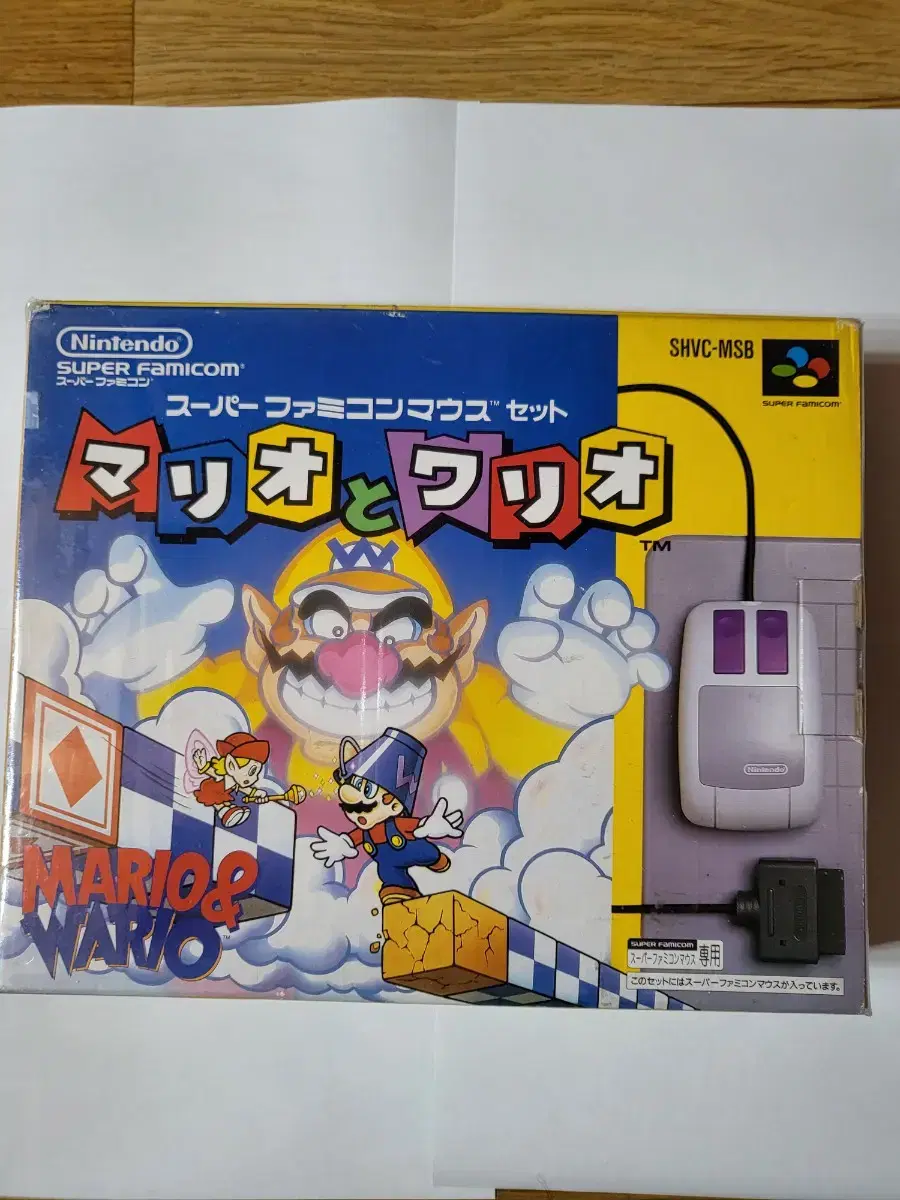 Nintendo®
SUPER FAMICOM®
スーパーファミコン®
SHVC-MSB
SUPER FAMICOM®
スーパーファミコンマウス™ セット
マリオとワリオ
TM
W
W
Nintendo
MARIO &
WARIO™
SUPER FAMICOM
スーパーファミコンマウス 専用
このセットにはスーパーファミコンマウスが入っています。